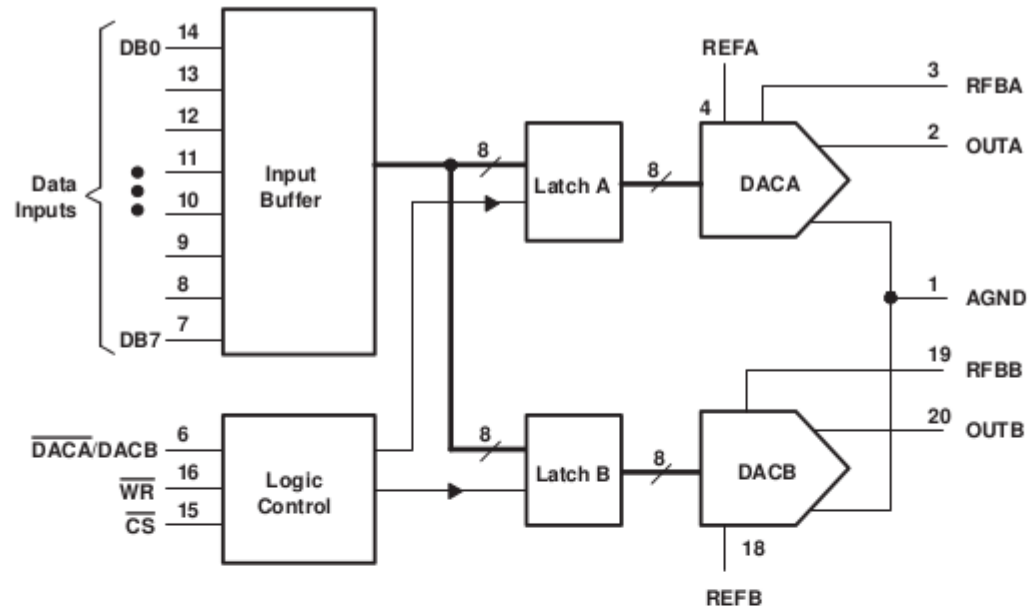 DB0
14
13
12
11
10
9
8
DB7
7
Data
Inputs
Input
Buffer
DACA/DACB
6
WR
16
CS
15
Logic
Control
8
Latch A
8
REFA
4
DACA
3
RFBA
2
OUTA
1
AGND
8
Latch B
8
DACB
19
RFBB
20
OUTB
18
REFB